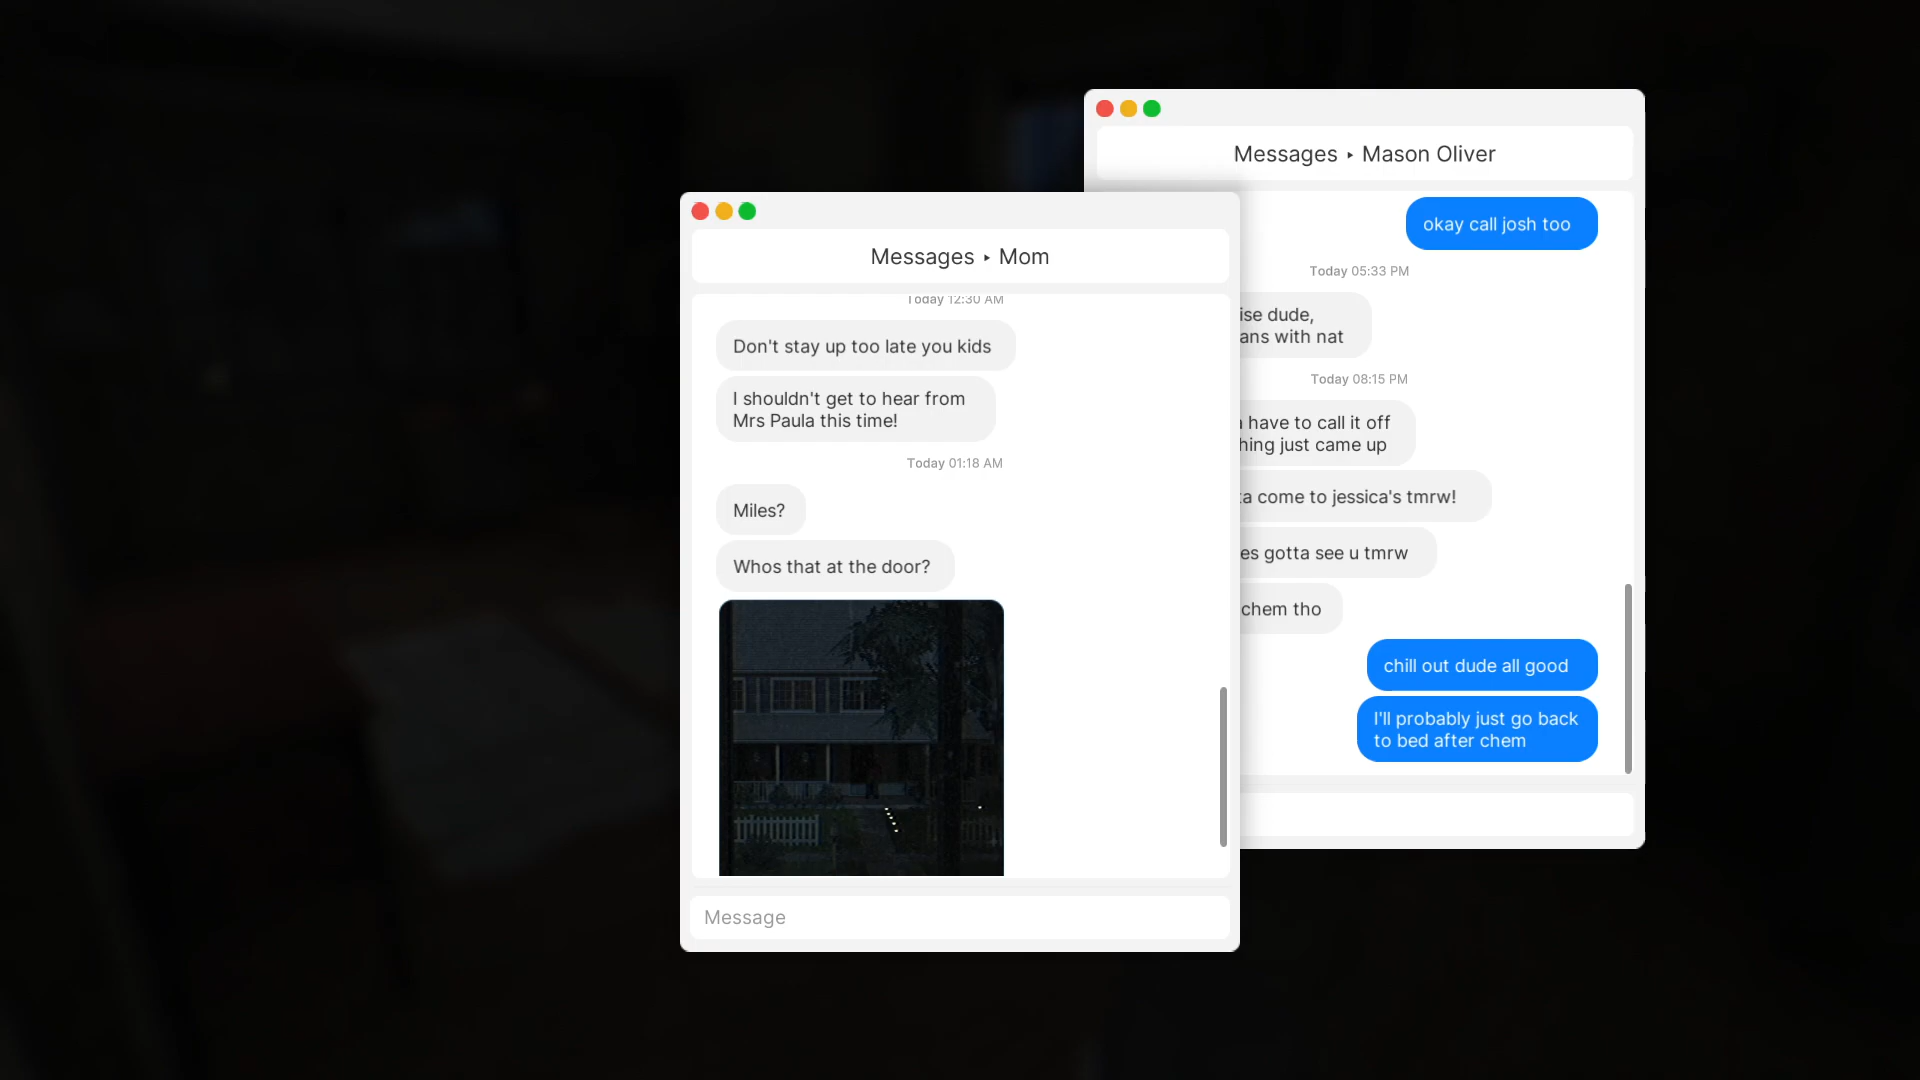 Messages ‣ Mom
Today 12:30 AM
Don't stay up too late you kids
I shouldn't get to hear from
Mrs Paula this time!
Today 01:18 AM
Miles?
Whos that at the door?
Message
Messages ‣ Mason Oliver
okay call josh too
Today 05:33 PM
ise dude,
ans with nat
Today 08:15 PM
have to call it off
hing just came up
ta come to jessica's tmrw!
es gotta see u tmrw
chem tho
chill out dude all good
I'll probably just go back
to bed after chem